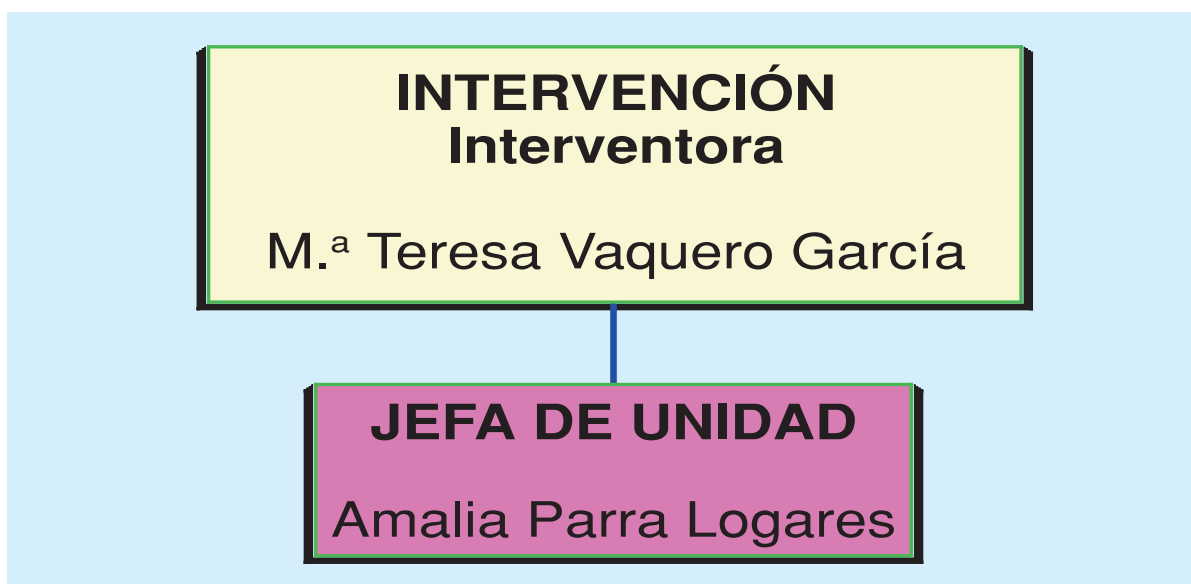 INTERVENCIÓN
Interventora
M.ª Teresa Vaquero García
JEFA DE UNIDAD
Amalia Parra Logares